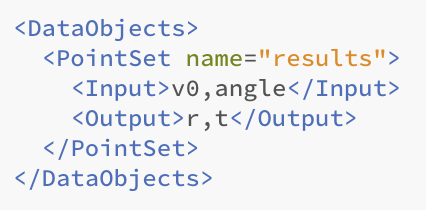 <DataObjects>
  <PointSet name="results">
    <Input>v0,angle</Input>
    <Output>r,t</Output>
  </PointSet>
</DataObjects>